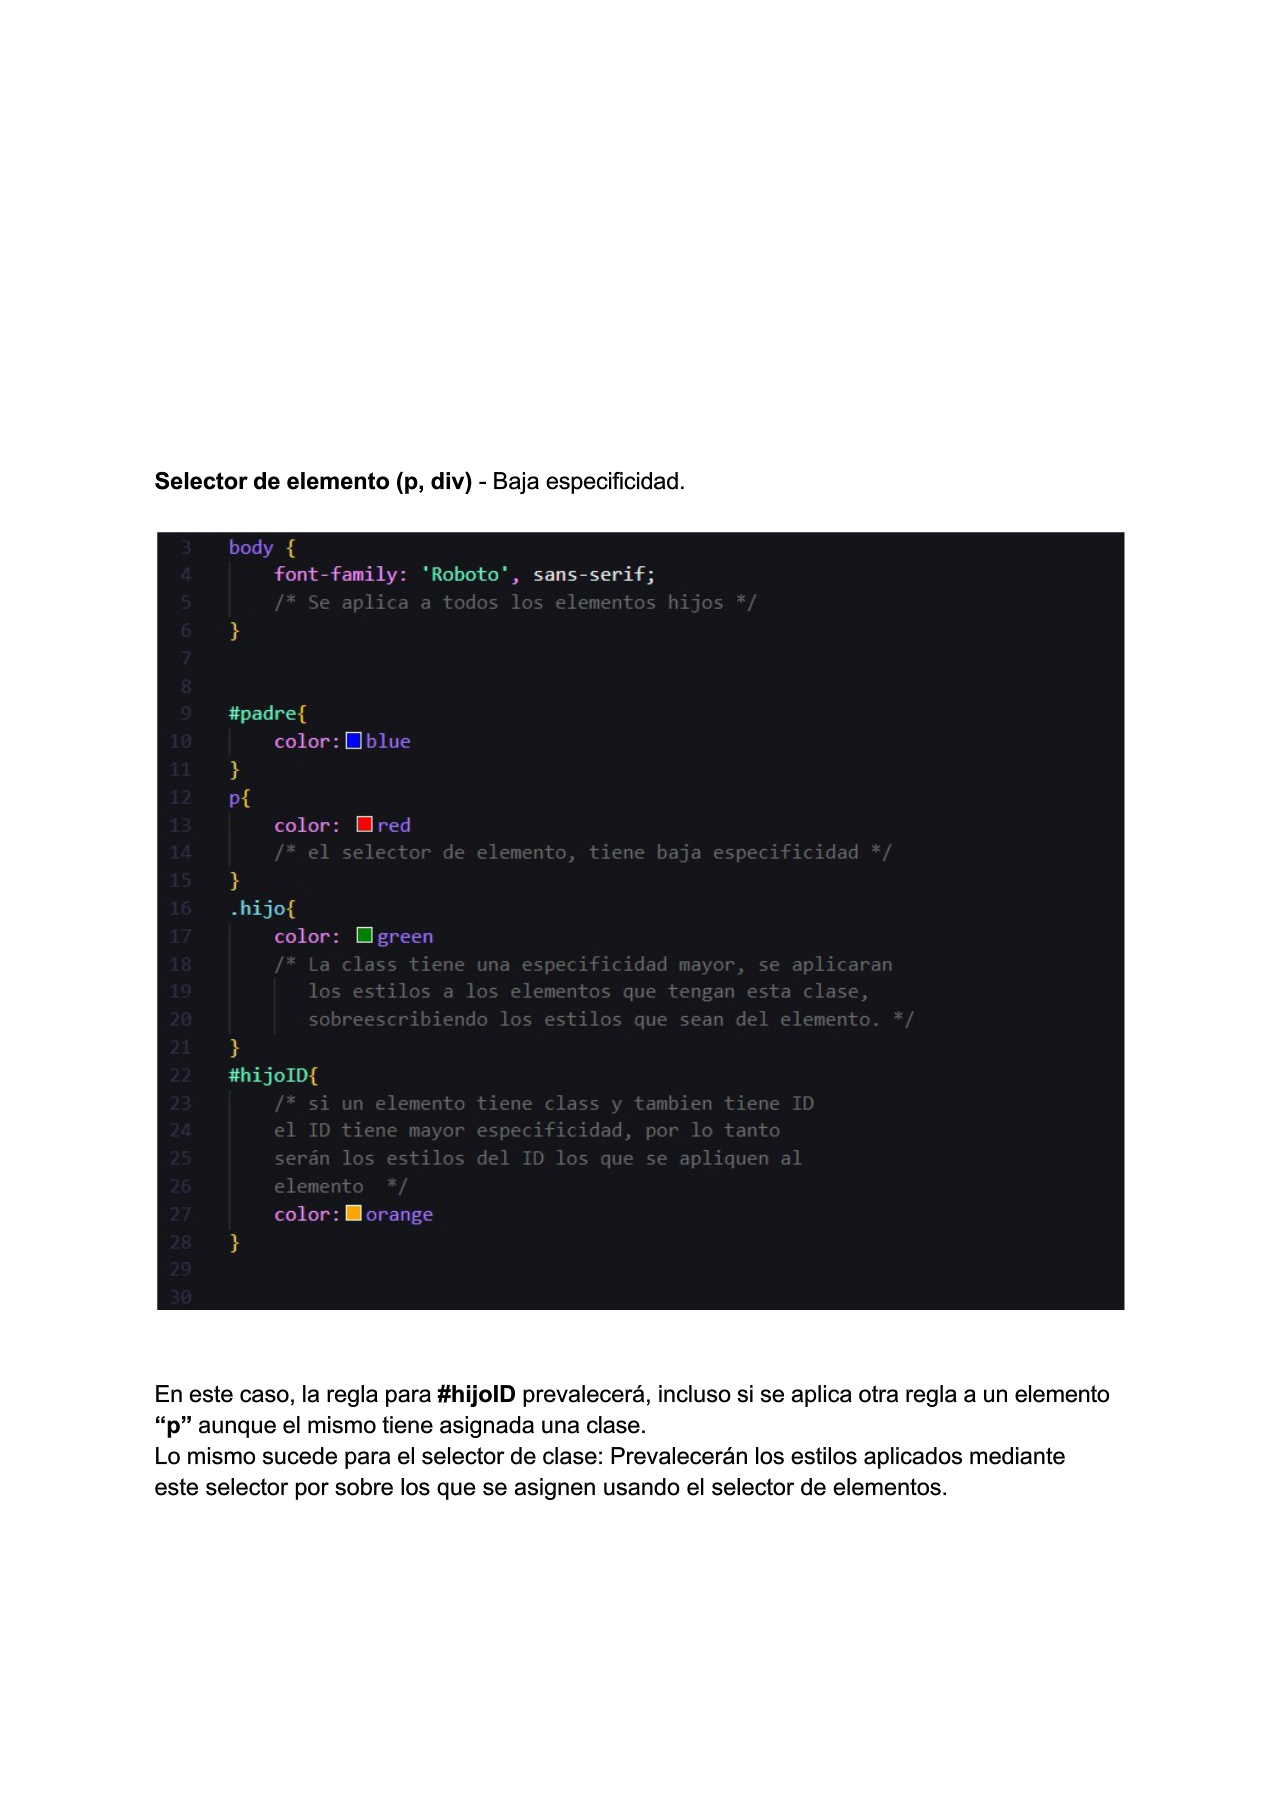 Selector de elemento (p, div) - Baja especificidad.
3 body {
4 font-family: 'Roboto', sans-serif;
5 /* Se aplica a todos los elementos hijos */
6 }
7
8
9 #padre{
10 color: blue
11 }
12 p{
13 color: red
14 /* el selector de elemento, tiene baja especificidad */
15 }
16 .hijo{
17 color: green
18 /* La class tiene una especificidad mayor, se aplicaran
19 los estilos a los elementos que tengan esta clase,
20 sobreescribiendo los estilos que sean del elemento. */
21 }
22 #hijoID{
23 /* si un elemento tiene class y tambien tiene ID
24 el ID tiene mayor especificidad, por lo tanto
25 serán los estilos del ID los que se apliquen al
26 elemento */
27 color: orange
28 }
29
30
En este caso, la regla para #hijoID prevalecerá, incluso si se aplica otra regla a un elemento
“p” aunque el mismo tiene asignada una clase.
Lo mismo sucede para el selector de clase: Prevalecerán los estilos aplicados mediante
este selector por sobre los que se asignen usando el selector de elementos.